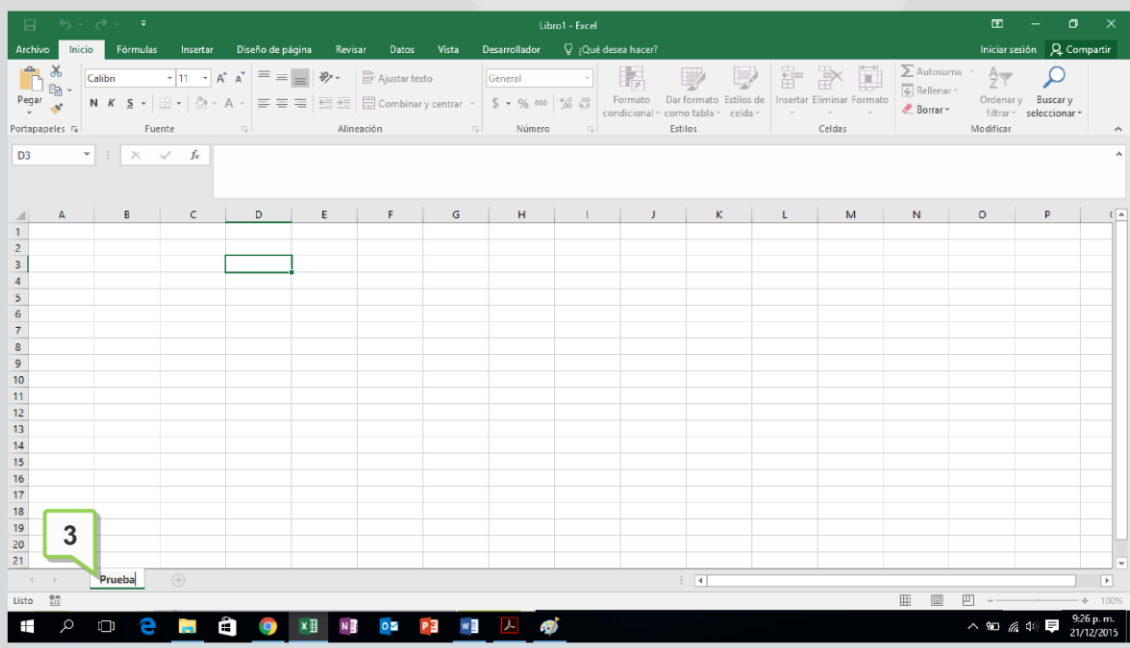 Libro1 - Excel
Archivo Inicio Fórmulas Insertar Diseño de página Revisar Datos Vista Desarrollador ¿Qué desea hacer? Iniciar sesión Compartir
Calibri 11 A A Ajustar texto General Autosuma
Rellenar
Pegar N K S A Combinar y centrar $ % 000 Formato Dar formato Estilos de Insertar Eliminar Formato Ordenar y Buscar y
condicional como tabla celda Borrar filtrar seleccionar
Portapapeles Fuente Alineación Número Estilos Celdas Modificar
D3 fx
A B C D E F G H I J K L M N O P
1
2
3
4
5
6
7
8
9
10
11
12
13
14
15
16
17
18
19
20
21
3
Prueba
Listo 100%
9:26 p. m.
21/12/2015